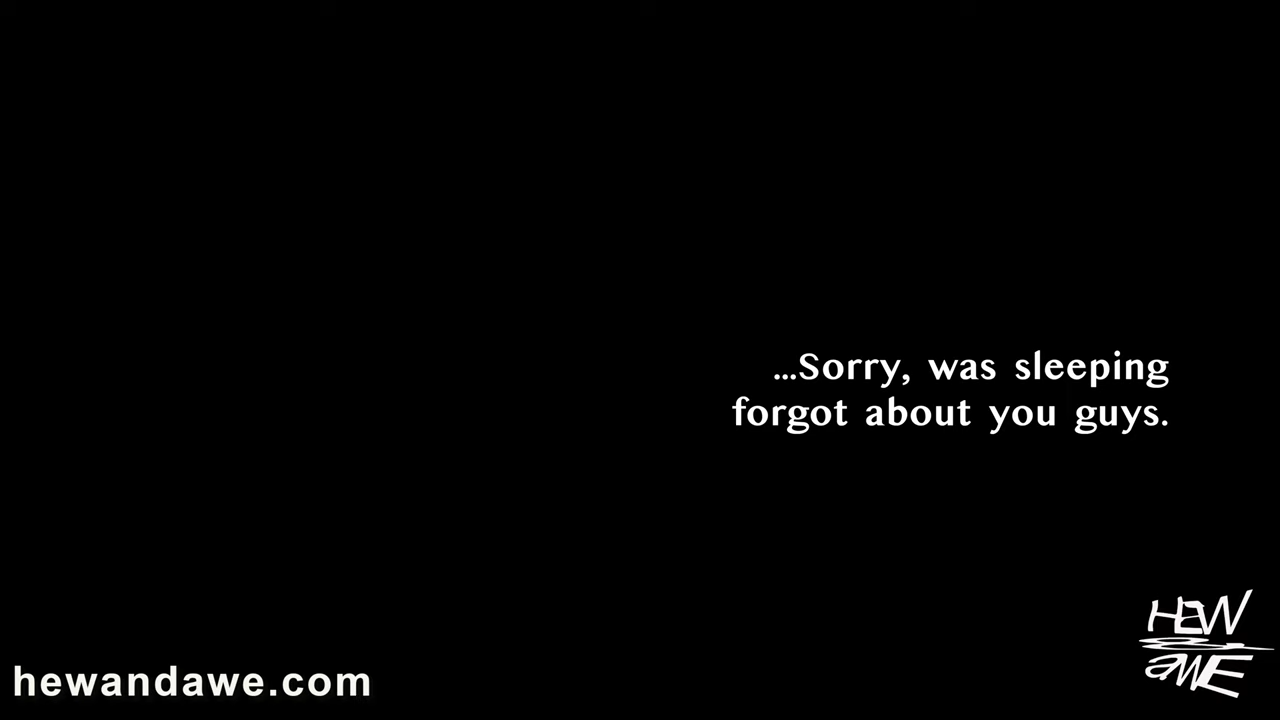 ...Sorry, was sleeping
forgot about you guys.
HEW
&
AWE
hewandawe.com